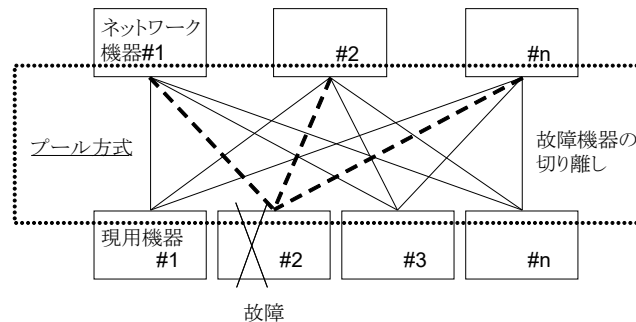 ネットワーク
機器#1
#2
#n
プール方式
故障機器の
切り離し
現用機器
#1
#2
#3
#n
故障